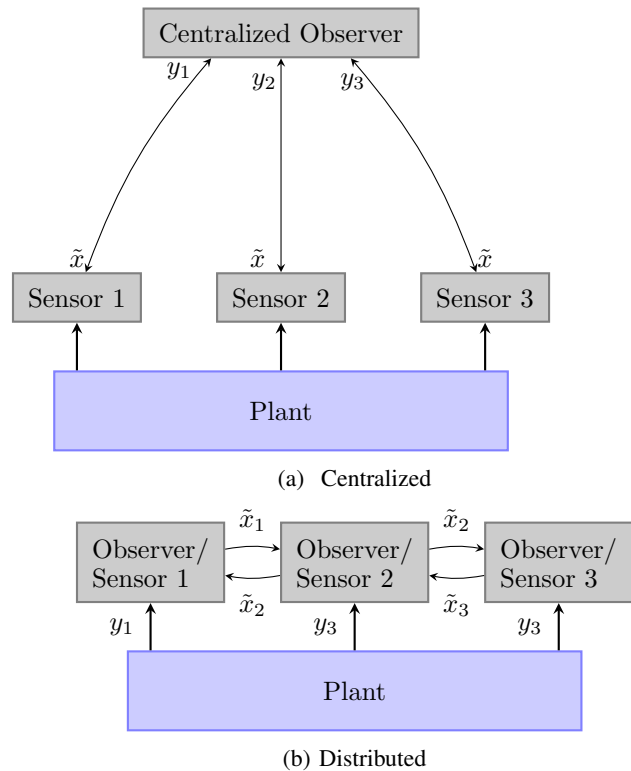 Centralized Observer
y₁ y₂ y₃
x̃ x̃ x̃
Sensor 1 Sensor 2 Sensor 3
Plant
(a) Centralized
x̃₁ x̃₂
Observer/ Observer/ Observer/
Sensor 1 Sensor 2 Sensor 3
x̃₂ x̃₃
y₁ y₃ y₃
Plant
(b) Distributed